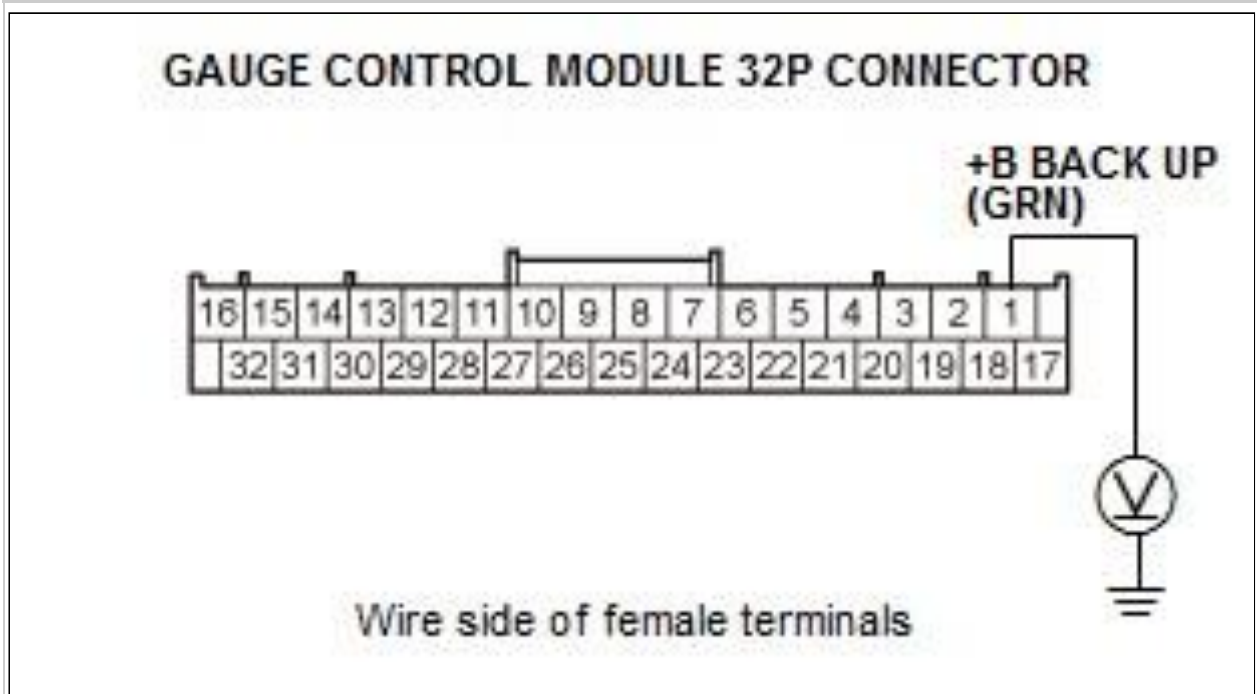 GAUGE CONTROL MODULE 32P CONNECTOR
+B BACK UP
(GRN)
16 15 14 13 12 11 10 9 8 7 6 5 4 3 2 1
32 31 30 29 28 27 26 25 24 23 22 21 20 19 18 17
V
Wire side of female terminals